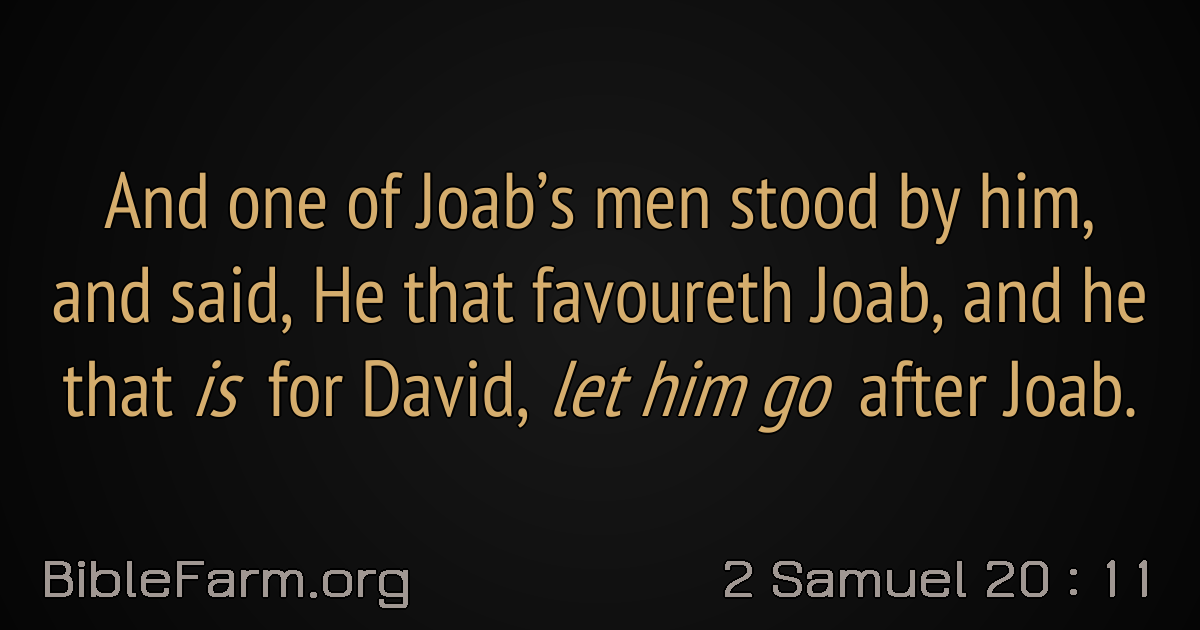 And one of Joab’s men stood by him,
and said, He that favoureth Joab, and he
that is for David, let him go after Joab.
BibleFarm.org
2 Samuel 20 : 11